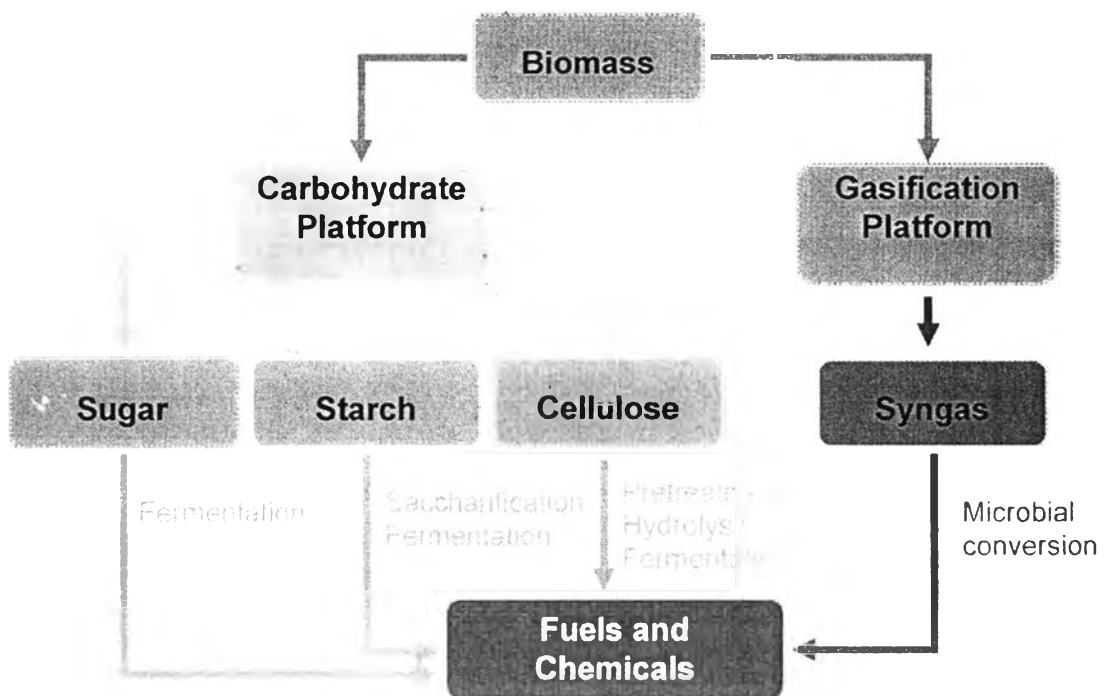 Biomass
Carbohydrate
Platform
Gasification
Platform
Sugar
Starch
Cellulose
Syngas
Fermentation
Saccharification
Fermentation
Microbial
conversion
Fuels and
Chemicals